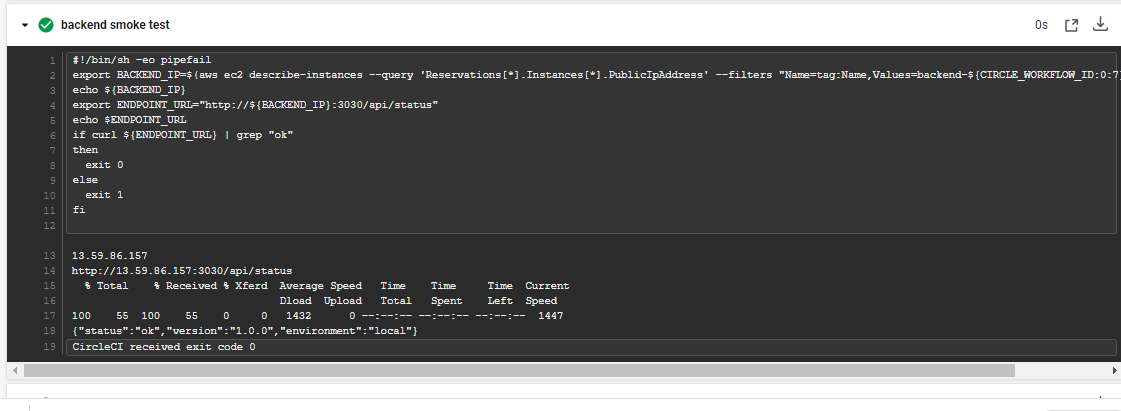 backend smoke test 0s
1 #!/bin/sh -eo pipefail
2 export BACKEND_IP=$(aws ec2 describe-instances --query 'Reservations[*].Instances[*].PublicIpAddress' --filters "Name=tag:Name,Values=backend-${CIRCLE_WORKFLOW_ID:0:7
3 echo ${BACKEND_IP}
4 export ENDPOINT_URL="http://${BACKEND_IP}:3030/api/status"
5 echo $ENDPOINT_URL
6 if curl ${ENDPOINT_URL} | grep "ok"
7 then
8   exit 0
9 else
10   exit 1
11 fi
12
13 13.59.86.157
14 http://13.59.86.157:3030/api/status
15   % Total    % Received % Xferd  Average Speed   Time    Time     Time  Current
16                                  Dload  Upload   Total   Spent    Left  Speed
17 100    55  100    55    0     0   1432      0 --:--:-- --:--:-- --:--:--  1447
18 {"status":"ok","version":"1.0.0","environment":"local"}
19 CircleCI received exit code 0